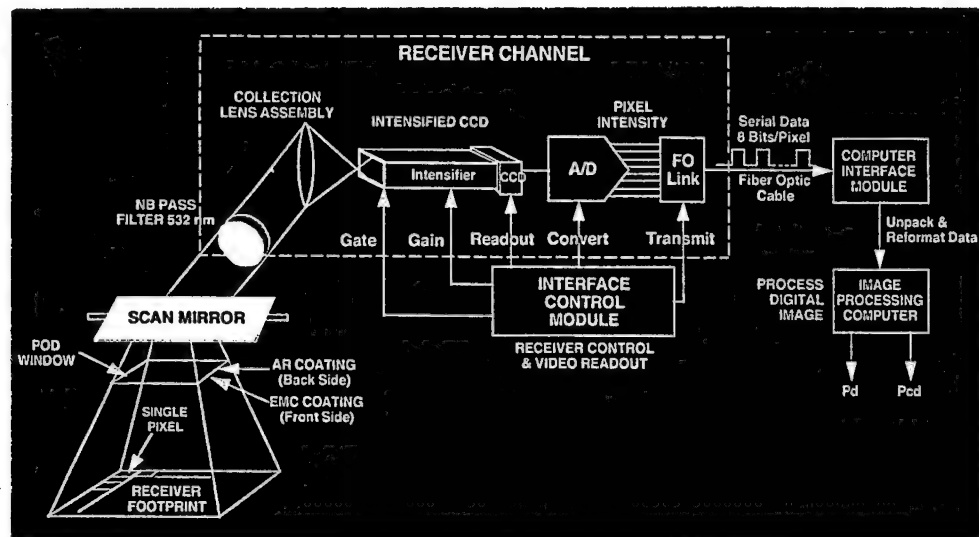 RECEIVER CHANNEL
COLLECTION
LENS ASSEMBLY
INTENSIFIED CCD
PIXEL
INTENSITY
Serial Data
8 Bits/Pixel
Intensifier
CCD
A/D
FO
Link
Fiber Optic
Cable
COMPUTER
INTERFACE
MODULE
NB PASS
FILTER 532 nm
Gate
Gain
Readout
Convert
Transmit
Unpack &
Reformat Data
INTERFACE
CONTROL
MODULE
RECEIVER CONTROL
& VIDEO READOUT
PROCESS
DIGITAL
IMAGE
IMAGE
PROCESSING
COMPUTER
Pd
Pcd
SCAN MIRROR
POD
WINDOW
AR COATING
(Back Side)
EMC COATING
(Front Side)
SINGLE
PIXEL
RECEIVER
FOOTPRINT